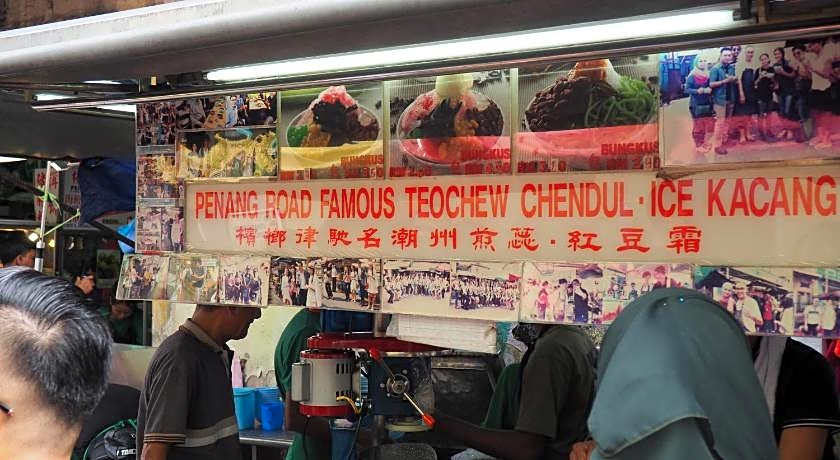 BUNGKUS
BUNGKUS
BUNGKUS
PENANG ROAD FAMOUS TEOCHEW CHENDUL · ICE KACANG
檳榔律馳名潮州煎蕊 · 紅豆霜